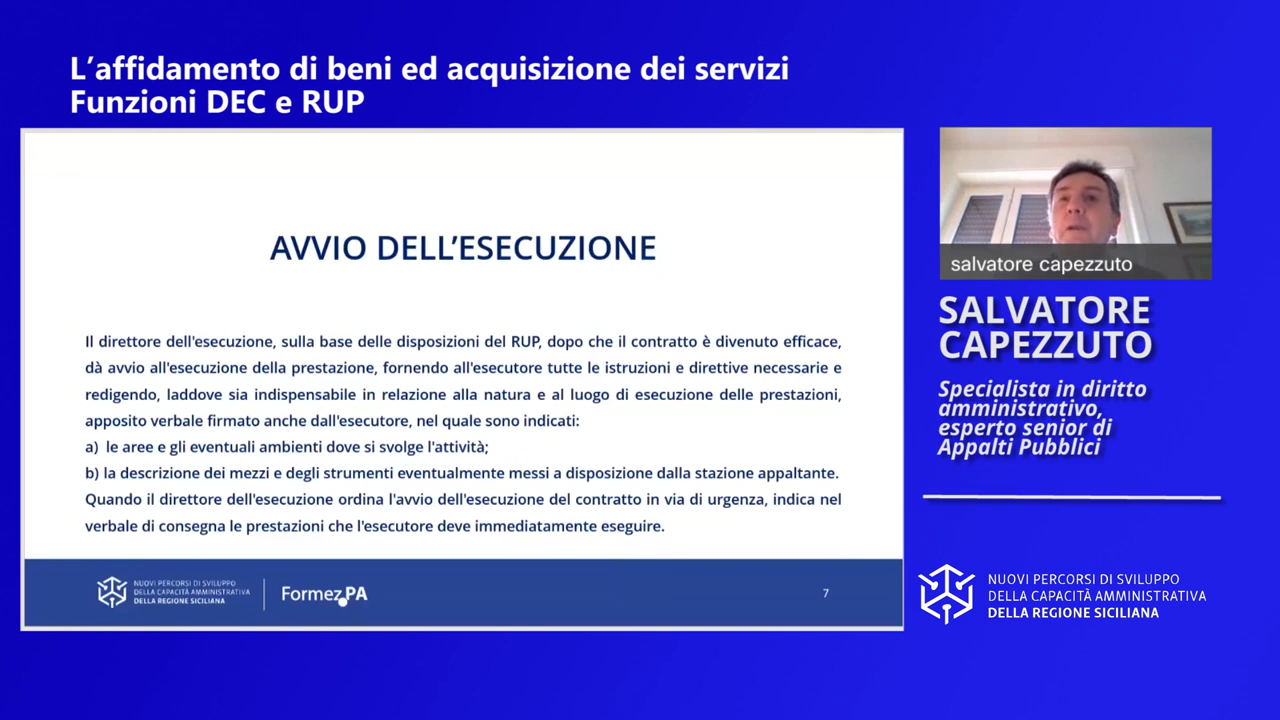 L'affidamento di beni ed acquisizione dei servizi
Funzioni DEC e RUP
AVVIO DELL'ESECUZIONE
Il direttore dell'esecuzione, sulla base delle disposizioni del RUP, dopo che il contratto è divenuto efficace,
dà avvio all'esecuzione della prestazione, fornendo all'esecutore tutte le istruzioni e direttive necessarie e
redigendo, laddove sia indispensabile in relazione alla natura e al luogo di esecuzione delle prestazioni,
apposito verbale firmato anche dall'esecutore, nel quale sono indicati:
a) le aree e gli eventuali ambienti dove si svolge l'attività;
b) la descrizione dei mezzi e degli strumenti eventualmente messi a disposizione dalla stazione appaltante.
Quando il direttore dell'esecuzione ordina l'avvio dell'esecuzione del contratto in via di urgenza, indica nel
verbale di consegna le prestazioni che l'esecutore deve immediatamente eseguire.
NUOVI PERCORSI DI SVILUPPO
DELLA CAPACITÀ AMMINISTRATIVA
DELLA REGIONE SICILIANA
Formez PA
7
salvatore capezzuto
SALVATORE
CAPEZZUTO
Specialista in diritto
amministrativo,
esperto senior di
Appalti Pubblici
NUOVI PERCORSI DI SVILUPPO
DELLA CAPACITÀ AMMINISTRATIVA
DELLA REGIONE SICILIANA